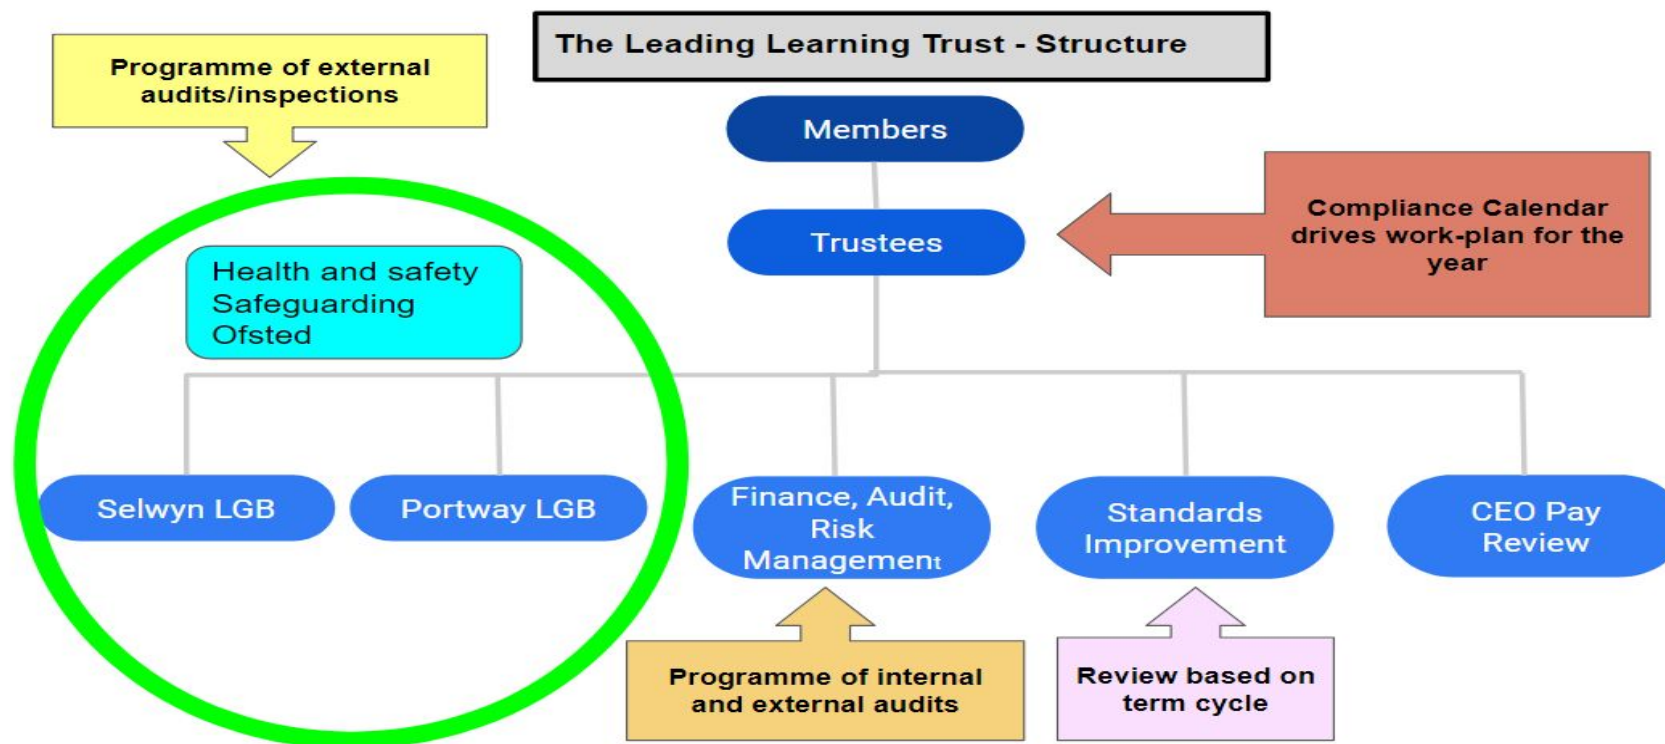 The Leading Learning Trust - Structure
Programme of external
audits/inspections
Members
Trustees
Compliance Calendar
drives work-plan for the
year
Health and safety
Safeguarding
Ofsted
Selwyn LGB
Portway LGB
Finance, Audit,
Risk
Management
Standards
Improvement
CEO Pay
Review
Programme of internal
and external audits
Review based on
term cycle